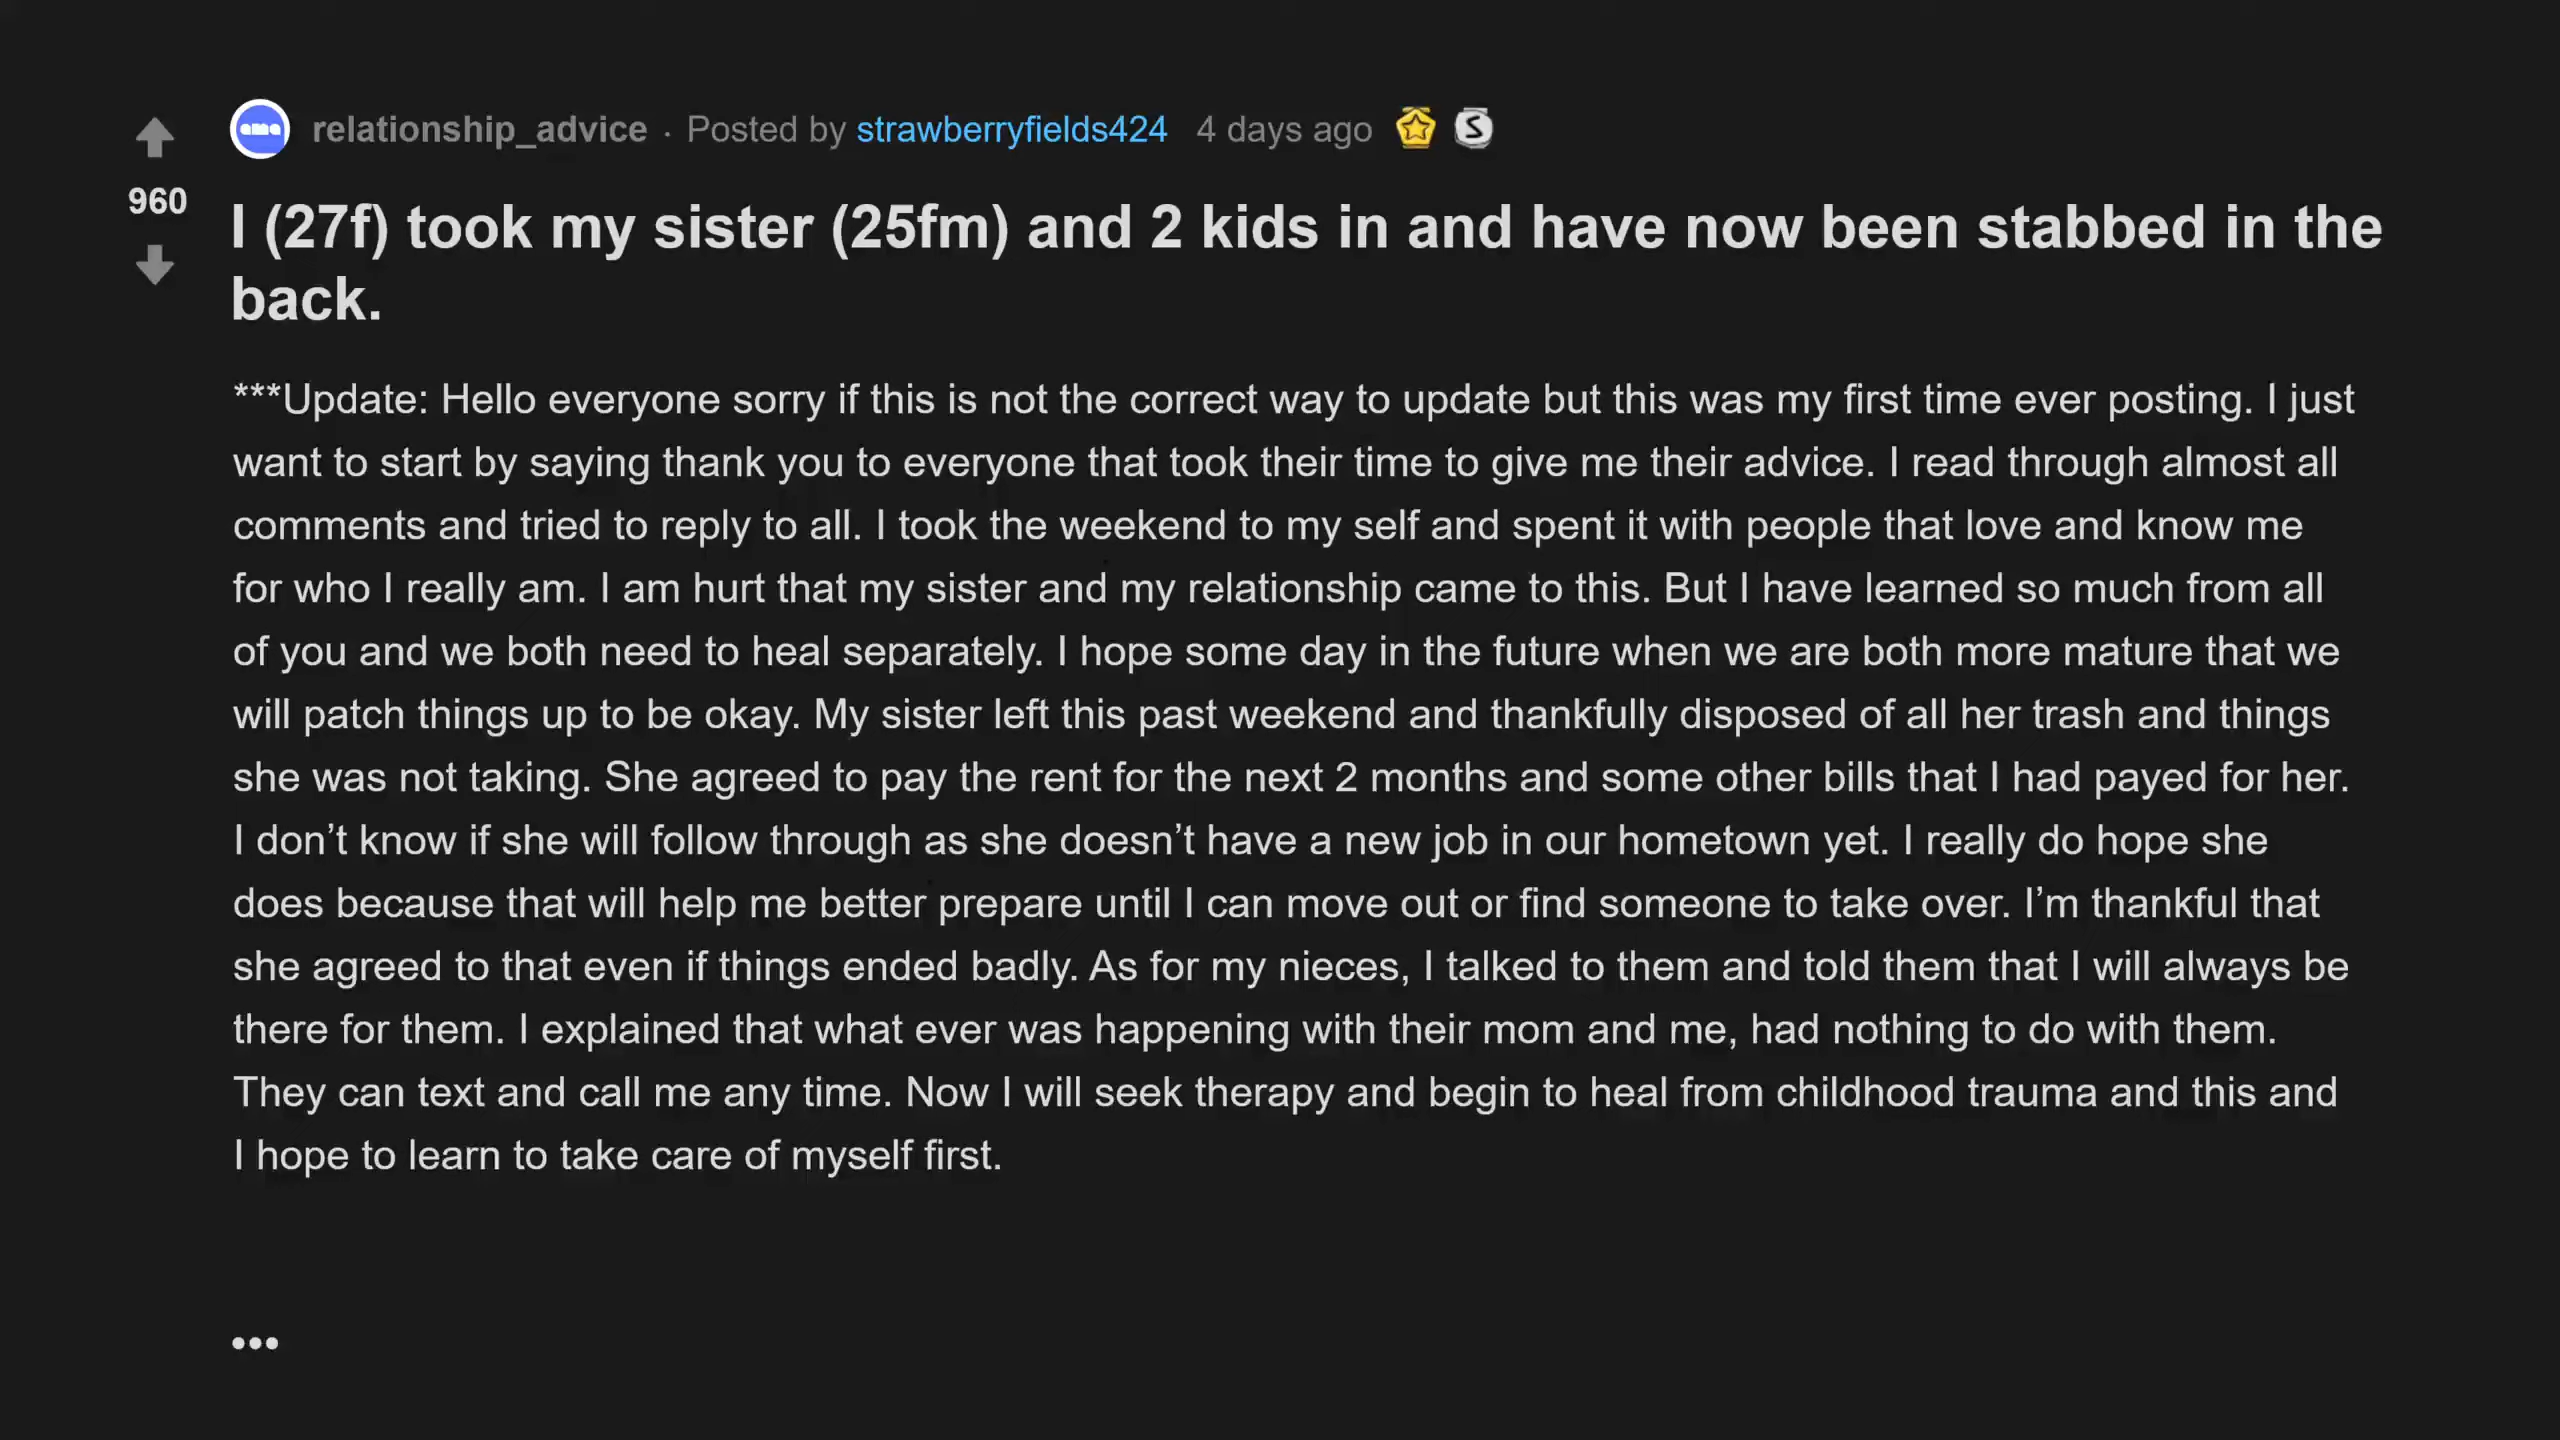 relationship_advice · Posted by strawberryfields424 4 days ago
960
I (27f) took my sister (25fm) and 2 kids in and have now been stabbed in the
back.
***Update: Hello everyone sorry if this is not the correct way to update but this was my first time ever posting. I just
want to start by saying thank you to everyone that took their time to give me their advice. I read through almost all
comments and tried to reply to all. I took the weekend to my self and spent it with people that love and know me
for who I really am. I am hurt that my sister and my relationship came to this. But I have learned so much from all
of you and we both need to heal separately. I hope some day in the future when we are both more mature that we
will patch things up to be okay. My sister left this past weekend and thankfully disposed of all her trash and things
she was not taking. She agreed to pay the rent for the next 2 months and some other bills that I had payed for her.
I don’t know if she will follow through as she doesn’t have a new job in our hometown yet. I really do hope she
does because that will help me better prepare until I can move out or find someone to take over. I’m thankful that
she agreed to that even if things ended badly. As for my nieces, I talked to them and told them that I will always be
there for them. I explained that what ever was happening with their mom and me, had nothing to do with them.
They can text and call me any time. Now I will seek therapy and begin to heal from childhood trauma and this and
I hope to learn to take care of myself first.